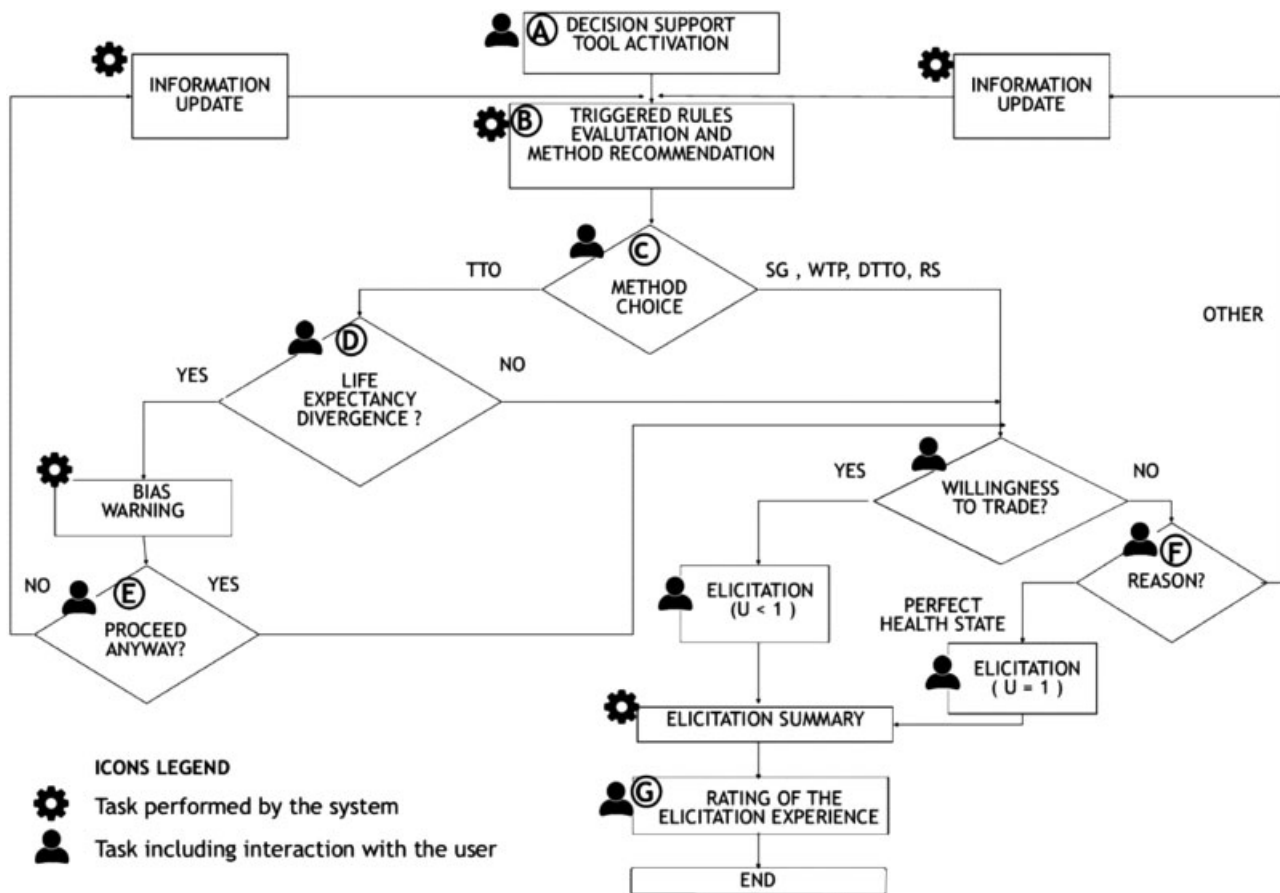 A
DECISION SUPPORT
TOOL ACTIVATION
INFORMATION
UPDATE
INFORMATION
UPDATE
B
TRIGGERED RULES
EVALUTATION AND
METHOD RECOMMENDATION
C
METHOD
CHOICE
TTO
SG , WTP, DTTO, RS
OTHER
D
LIFE
EXPECTANCY
DIVERGENCE ?
YES
NO
BIAS
WARNING
E
PROCEED
ANYWAY?
NO
YES
WILLINGNESS
TO TRADE?
YES
NO
F
REASON?
ELICITATION
(U < 1)
PERFECT
HEALTH STATE
ELICITATION
( U = 1 )
ELICITATION SUMMARY
G
RATING OF THE
ELICITATION EXPERIENCE
END
ICONS LEGEND
Task performed by the system
Task including interaction with the user